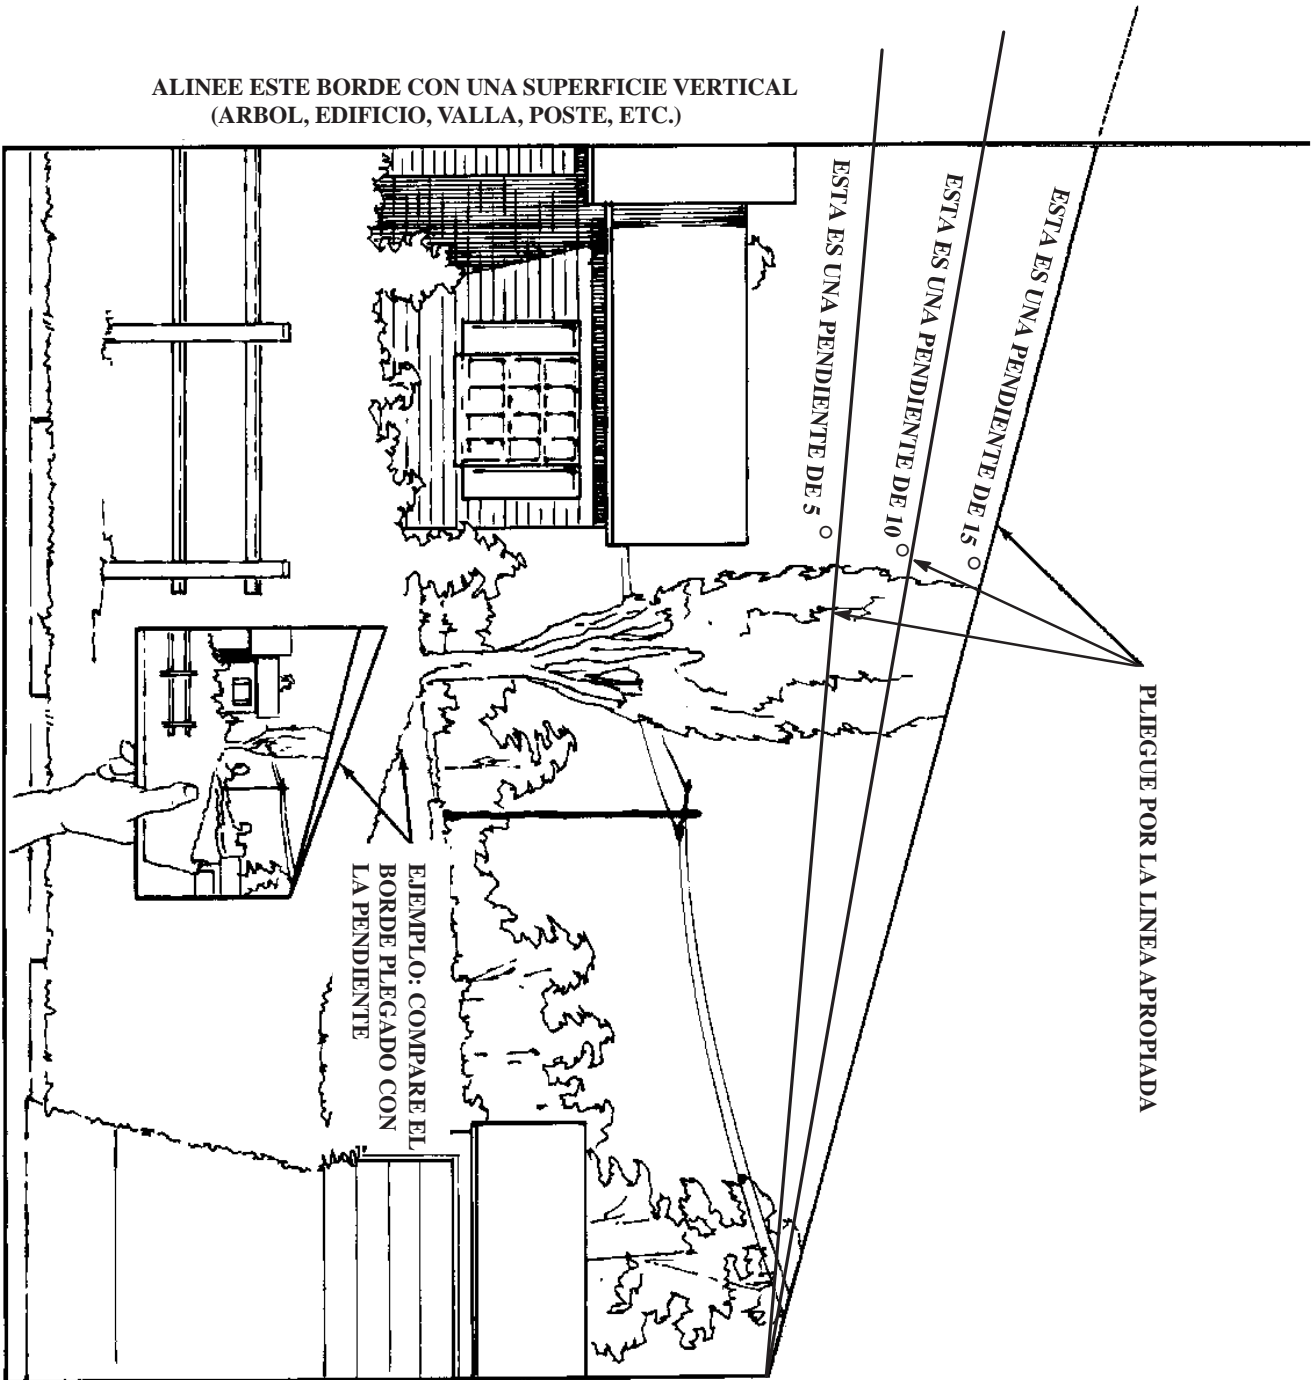 ALINEE ESTE BORDE CON UNA SUPERFICIE VERTICAL
(ARBOL, EDIFICIO, VALLA, POSTE, ETC.)
ESTA ES UNA PENDIENTE DE 15°
ESTA ES UNA PENDIENTE DE 10°
ESTA ES UNA PENDIENTE DE 5°
PLIEGUE POR LA LINEA APROPIADA
EJEMPLO: COMPARE EL
BORDE PLEGADO CON
LA PENDIENTE